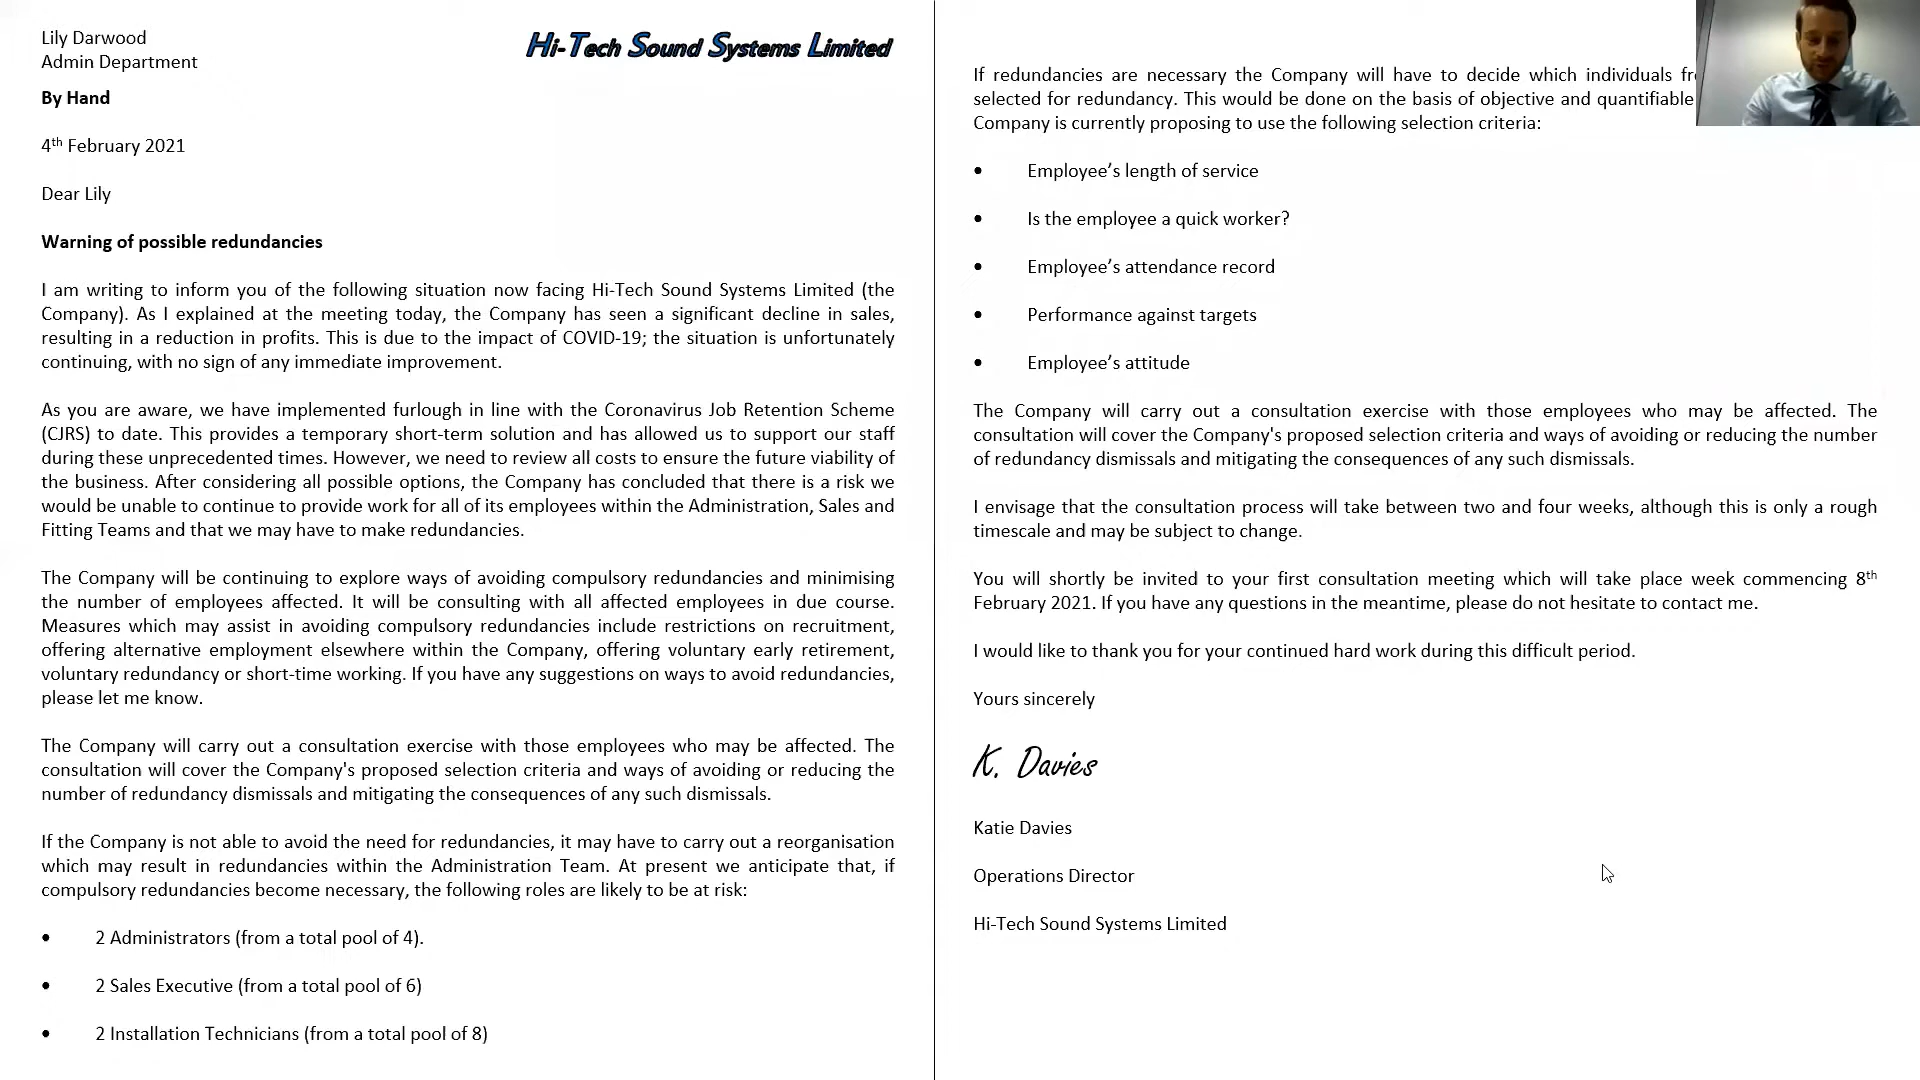 Lily Darwood
Admin Department
Hi-Tech Sound Systems Limited
By Hand
4th February 2021
Dear Lily
Warning of possible redundancies
I am writing to inform you of the following situation now facing Hi-Tech Sound Systems Limited (the
Company). As I explained at the meeting today, the Company has seen a significant decline in sales,
resulting in a reduction in profits. This is due to the impact of COVID-19; the situation is unfortunately
continuing, with no sign of any immediate improvement.
As you are aware, we have implemented furlough in line with the Coronavirus Job Retention Scheme
(CJRS) to date. This provides a temporary short-term solution and has allowed us to support our staff
during these unprecedented times. However, we need to review all costs to ensure the future viability of
the business. After considering all possible options, the Company has concluded that there is a risk we
would be unable to continue to provide work for all of its employees within the Administration, Sales and
Fitting Teams and that we may have to make redundancies.
The Company will be continuing to explore ways of avoiding compulsory redundancies and minimising
the number of employees affected. It will be consulting with all affected employees in due course.
Measures which may assist in avoiding compulsory redundancies include restrictions on recruitment,
offering alternative employment elsewhere within the Company, offering voluntary early retirement,
voluntary redundancy or short-time working. If you have any suggestions on ways to avoid redundancies,
please let me know.
The Company will carry out a consultation exercise with those employees who may be affected. The
consultation will cover the Company's proposed selection criteria and ways of avoiding or reducing the
number of redundancy dismissals and mitigating the consequences of any such dismissals.
If the Company is not able to avoid the need for redundancies, it may have to carry out a reorganisation
which may result in redundancies within the Administration Team. At present we anticipate that, if
compulsory redundancies become necessary, the following roles are likely to be at risk:
• 2 Administrators (from a total pool of 4).
• 2 Sales Executive (from a total pool of 6)
• 2 Installation Technicians (from a total pool of 8)
If redundancies are necessary the Company will have to decide which individuals
selected for redundancy. This would be done on the basis of objective and quantifiable
Company is currently proposing to use the following selection criteria:
• Employee’s length of service
• Is the employee a quick worker?
• Employee’s attendance record
• Performance against targets
• Employee’s attitude
The Company will carry out a consultation exercise with those employees who may be affected. The
consultation will cover the Company's proposed selection criteria and ways of avoiding or reducing the number
of redundancy dismissals and mitigating the consequences of any such dismissals.
I envisage that the consultation process will take between two and four weeks, although this is only a rough
timescale and may be subject to change.
You will shortly be invited to your first consultation meeting which will take place week commencing 8th
February 2021. If you have any questions in the meantime, please do not hesitate to contact me.
I would like to thank you for your continued hard work during this difficult period.
Yours sincerely
K. Davies
Katie Davies
Operations Director
Hi-Tech Sound Systems Limited